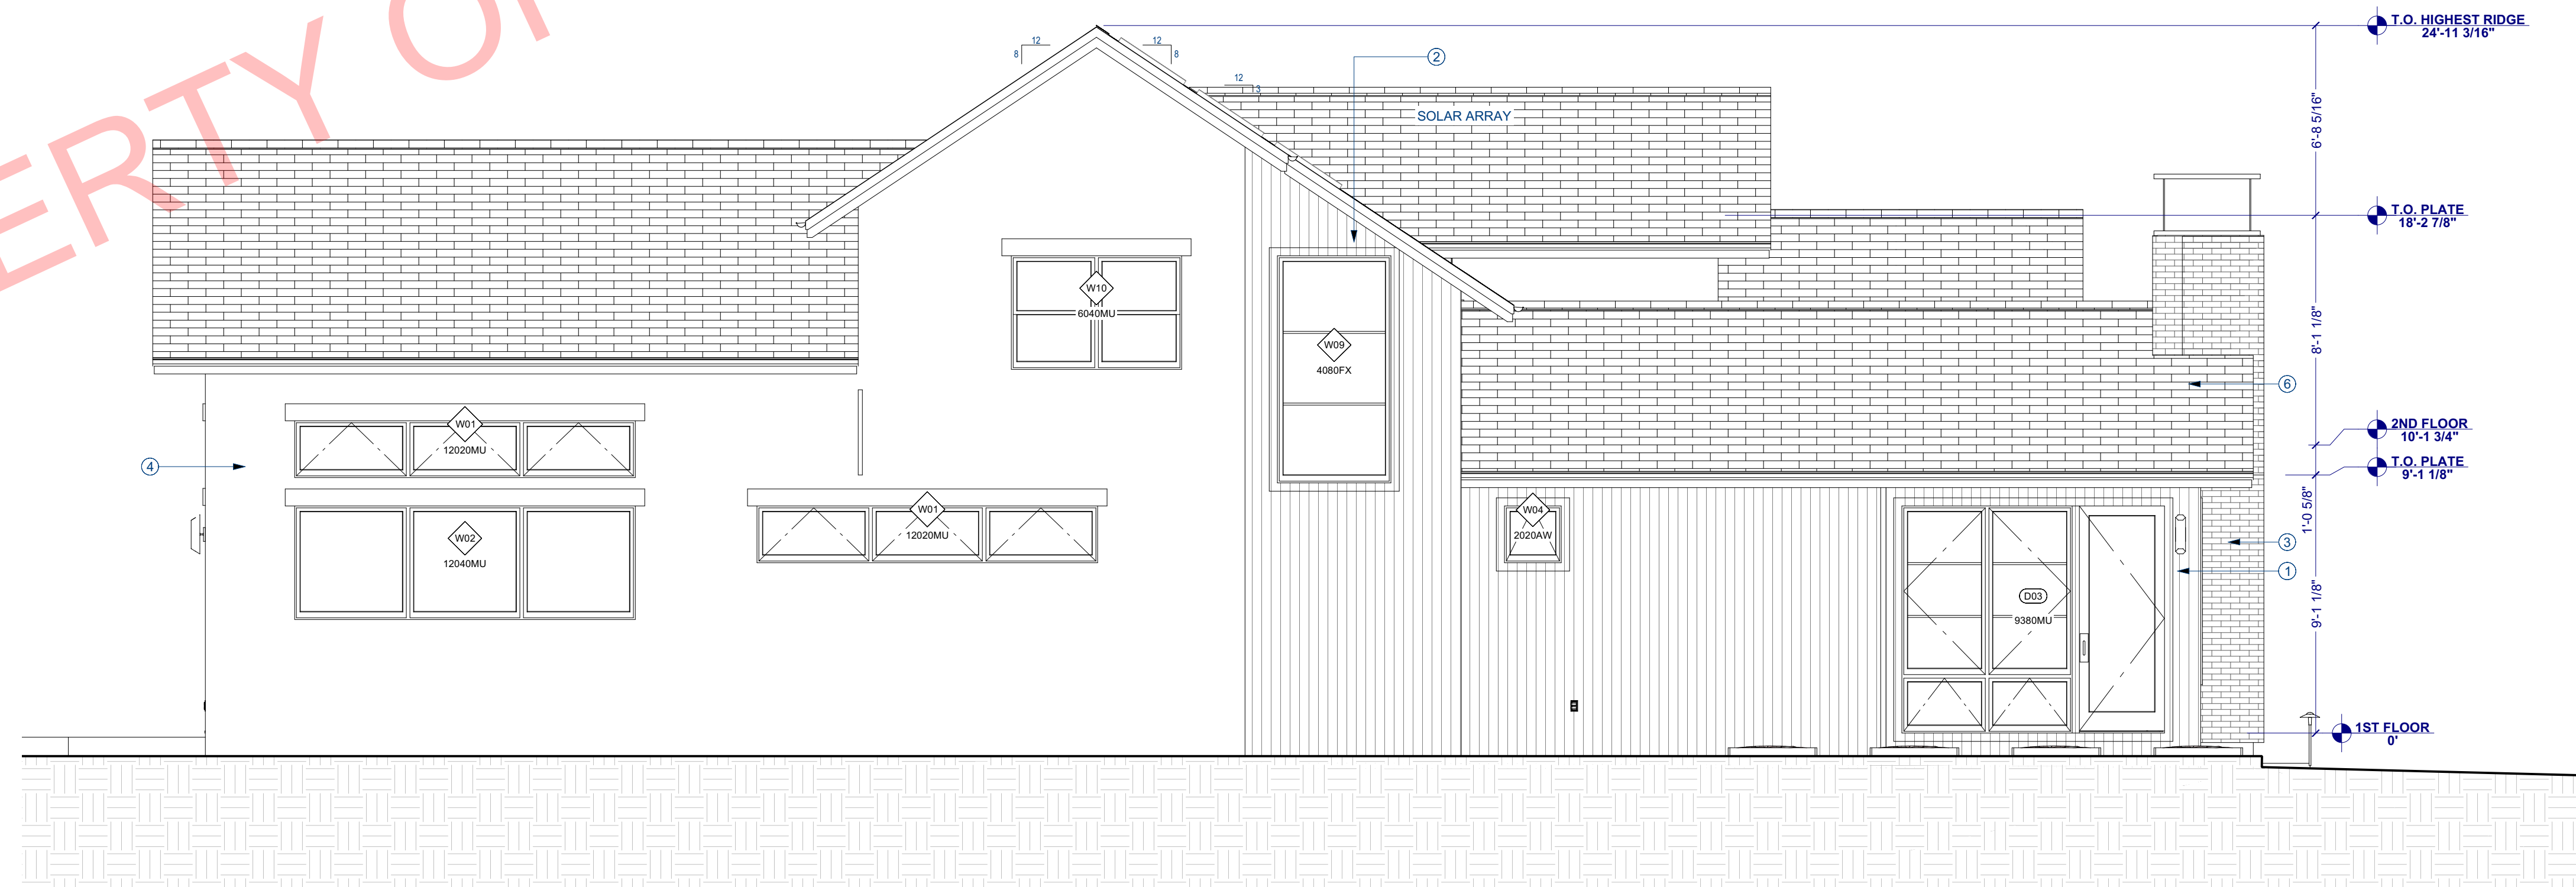 ERTY OF
T.O. HIGHEST RIDGE
24'-11 3/16"
12
8
12
8
2
12
3
SOLAR ARRAY
6'-8 5/16"
T.O. PLATE
18'-2 7/8"
W10
6040MU
8'-1 1/8"
W09
4080FX
6
W01
12020MU
2ND FLOOR
10'-1 3/4"
4
T.O. PLATE
9'-1 1/8"
W01
12020MU
W04
2020AW
1'-0 5/8"
W02
12040MU
3
1
D03
9380MU
9'-1 1/8"
1ST FLOOR
0'